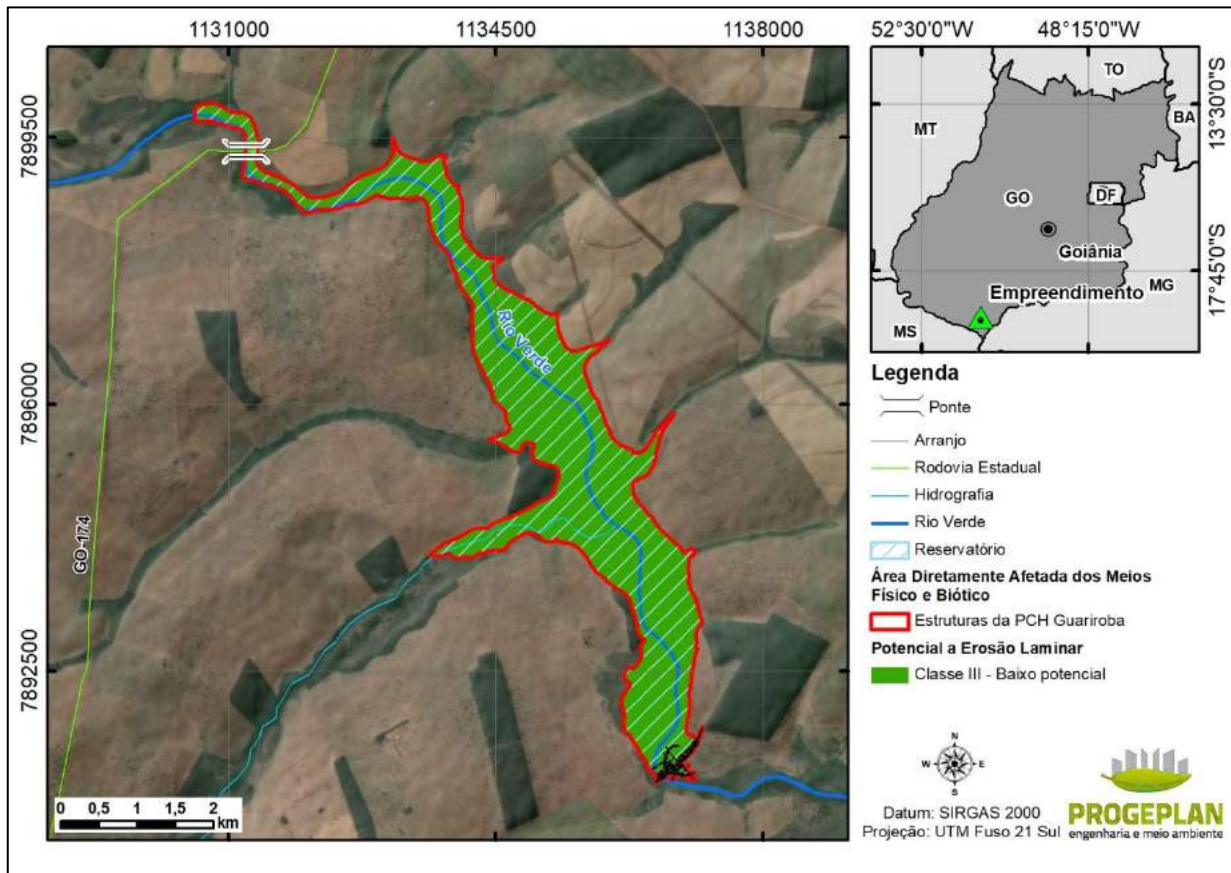 1131000
1134500
1138000
7899500
7896000
7892500
GO-174
Rio Verde
0 0,5 1 1,5 2
km
52°30'0"W
48°15'0"W
13°30'0"S
17°45'0"S
TO
BA
MT
GO
DF
Goiânia
MG
Empreendimento
MS
Legenda
Ponte
Arranjo
Rodovia Estadual
Hidrografia
Rio Verde
Reservatório
Área Diretamente Afetada dos Meios
Físico e Biótico
Estruturas da PCH Guariroba
Potencial a Erosão Laminar
Classe III - Baixo potencial
N
W
E
S
Datum: SIRGAS 2000
Projeção: UTM Fuso 21 Sul
PROGEPLAN
engenharia e meio ambiente